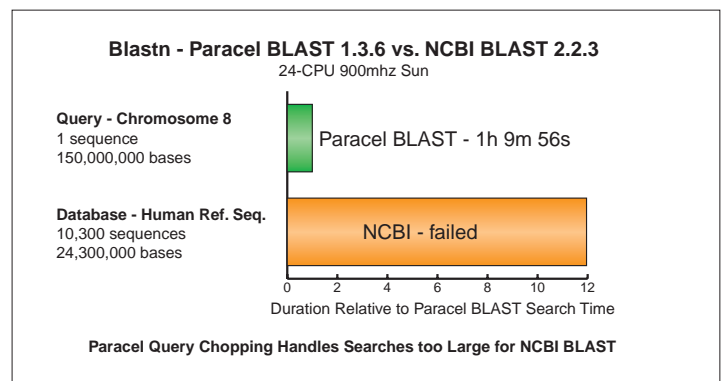 Blastn - Paracel BLAST 1.3.6 vs. NCBI BLAST 2.2.3
24-CPU 900mhz Sun
Query - Chromosome 8
1 sequence
150,000,000 bases
Paracel BLAST - 1h 9m 56s
Database - Human Ref. Seq.
10,300 sequences
24,300,000 bases
NCBI - failed
0 2 4 6 8 10 12
Duration Relative to Paracel BLAST Search Time
Paracel Query Chopping Handles Searches too Large for NCBI BLAST